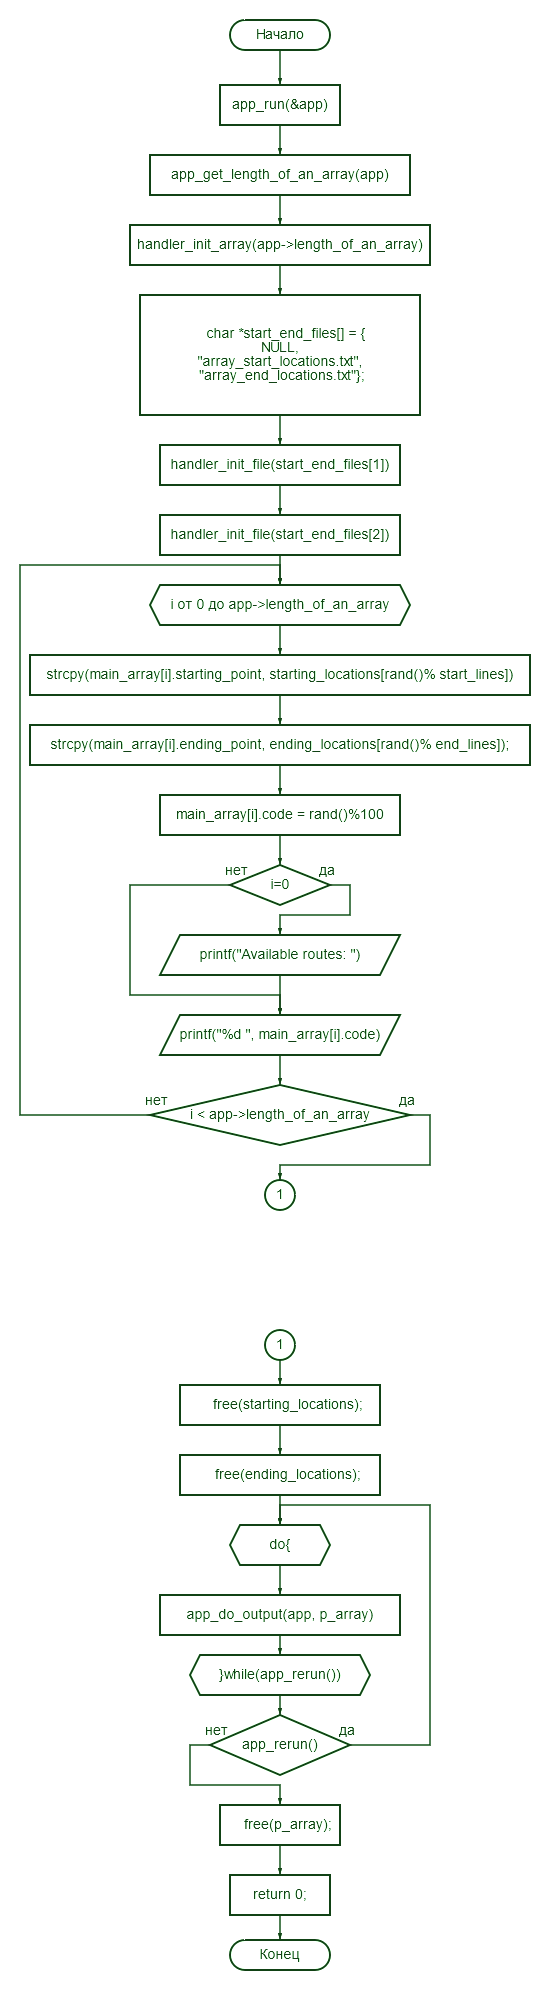 Начало
app_run(&app)
app_get_length_of_an_array(app)
handler_init_array(app->length_of_an_array)
char *start_end_files[] = {
NULL,
"array_start_locations.txt",
"array_end_locations.txt"};
handler_init_file(start_end_files[1])
handler_init_file(start_end_files[2])
i от 0 до app->length_of_an_array
strcpy(main_array[i].starting_point, starting_locations[rand()% start_lines])
strcpy(main_array[i].ending_point, ending_locations[rand()% end_lines]);
main_array[i].code = rand()%100
нет
да
i=0
printf("Available routes: ")
printf("%d ", main_array[i].code)
нет
да
i < app->length_of_an_array
1
1
free(starting_locations);
free(ending_locations);
do{
app_do_output(app, p_array)
}while(app_rerun())
нет
да
app_rerun()
free(p_array);
return 0;
Конец